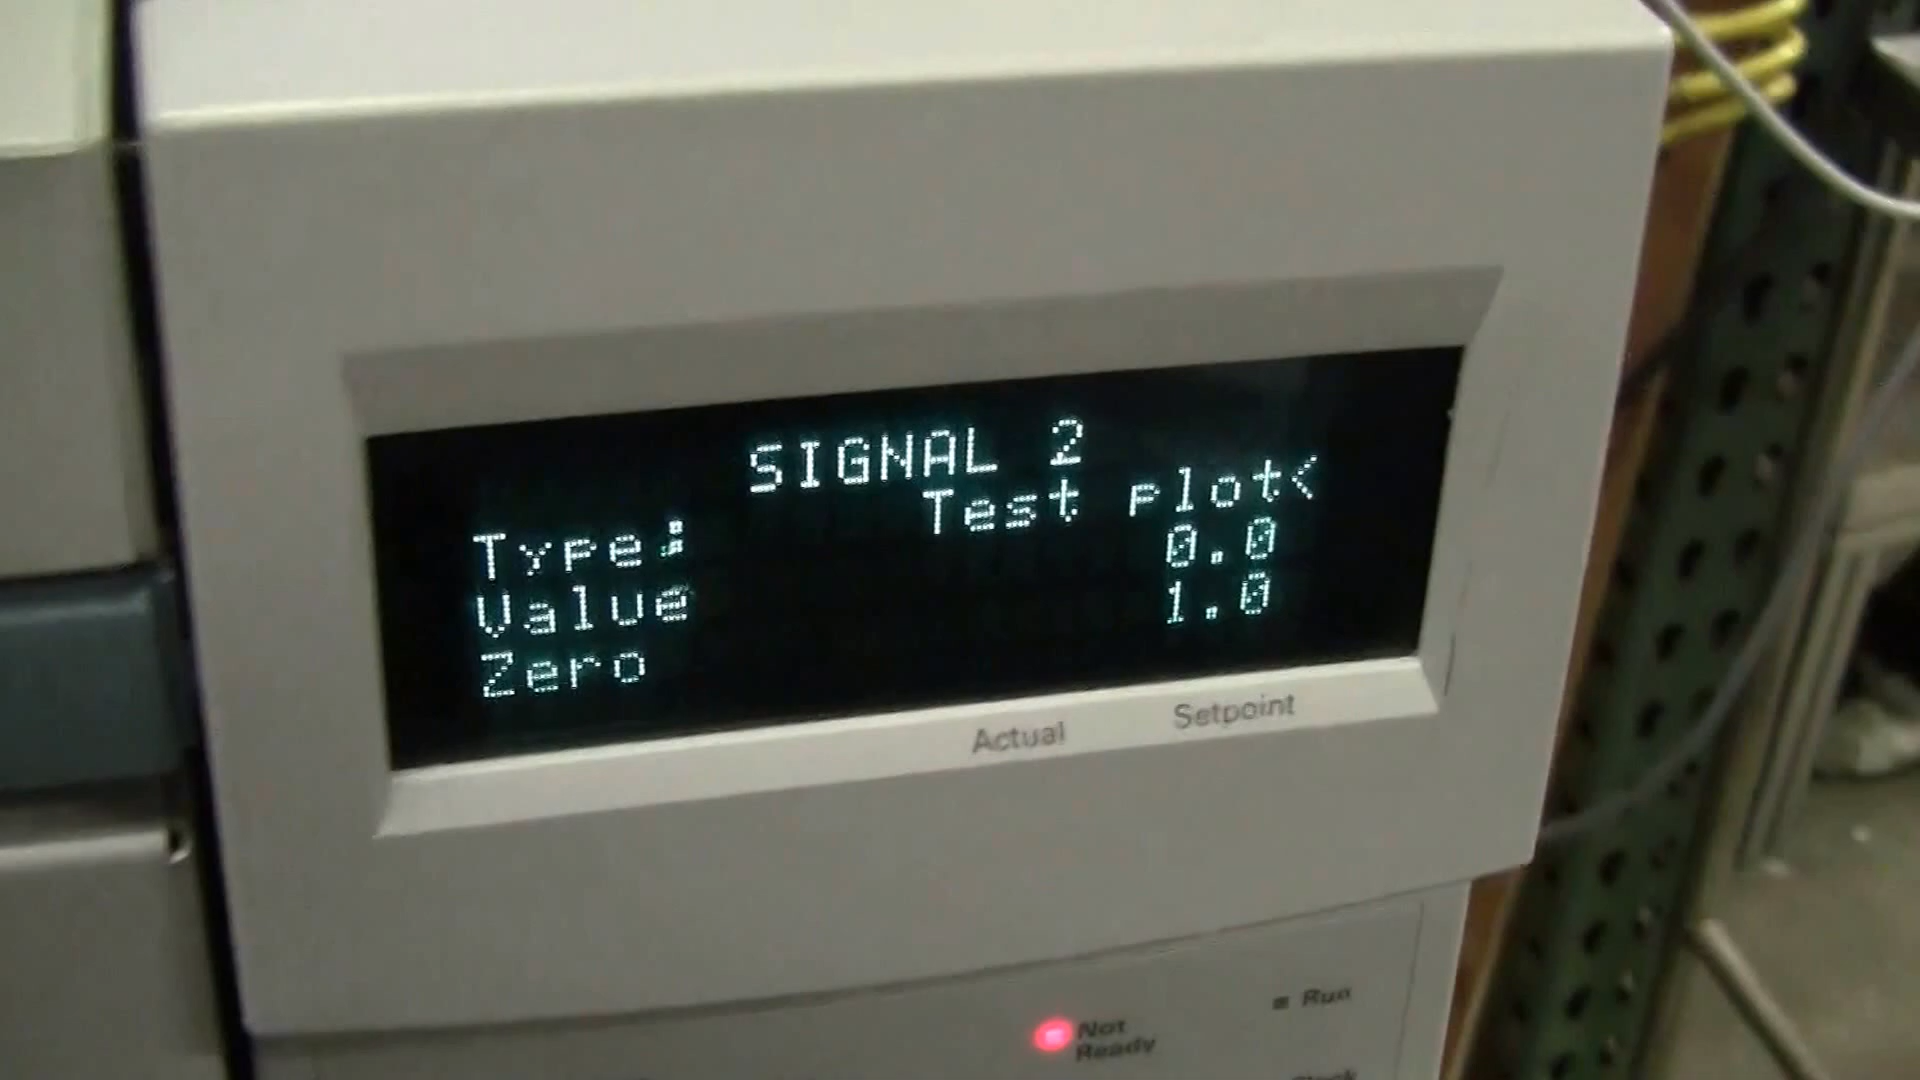 SIGNAL 2
Type: Test plot<
Value 0.0
Zero 1.0
Actual Setpoint
Run
Not
Ready